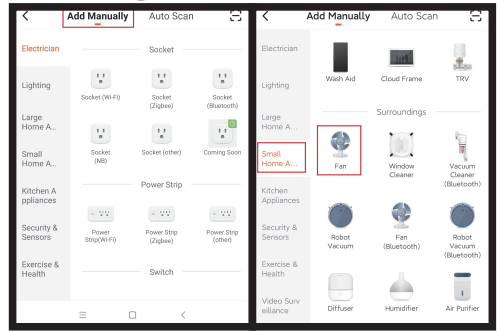 Add Manually Auto Scan
Electrician
Lighting
Large
Home A...
Small
Home A...
Kitchen A
ppliances
Security &
Sensors
Exercise &
Health
Socket
Socket (Wi-Fi)
Socket
(Zigbee)
Socket
(Bluetooth)
Socket
(NB)
Socket (other)
Coming Soon
Power Strip
Power
Strip(Wi-Fi)
Power Strip
(Zigbee)
Power Strip
(other)
Switch
Add Manually Auto Scan
Electrician
Lighting
Large
Home A...
Small
Home A...
Kitchen
Appliances
Security &
Sensors
Exercise &
Health
Video Surv
eillance
Wash Aid
Cloud Frame
TRV
Surroundings
Fan
Window
Cleaner
Vacuum
Cleaner
(Bluetooth)
Robot
Vacuum
Fan
(Bluetooth)
Robot
Vacuum
(Bluetooth)
Diffuser
Humidifier
Air Purifier